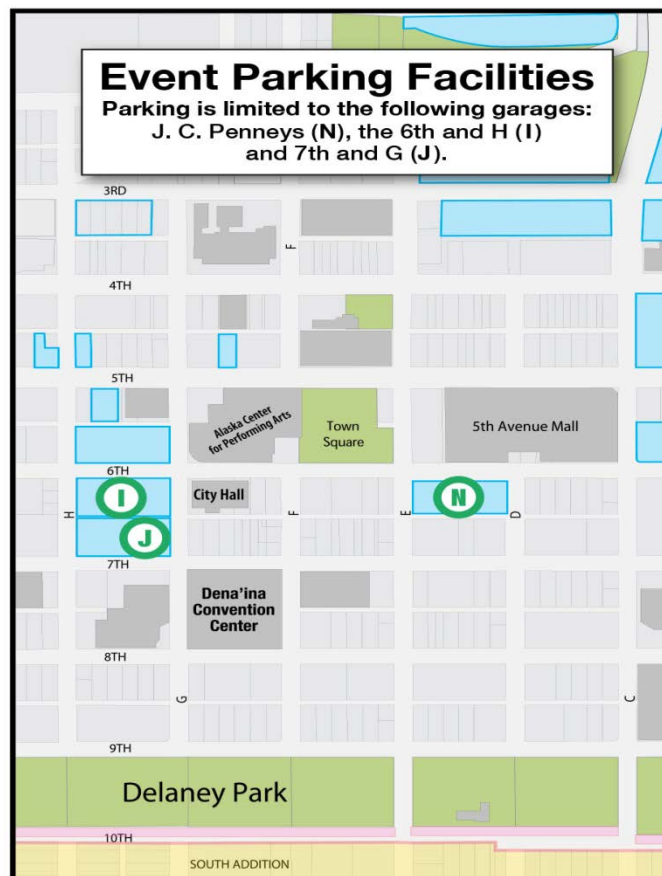 Event Parking Facilities
Parking is limited to the following garages:
J. C. Penneys (N), the 6th and H (I)
and 7th and G (J).
3RD
F
4TH
5TH
Alaska Center
for Performing Arts
Town
Square
5th Avenue Mall
6TH
I
City Hall
N
H
F
E
D
J
7TH
Dena'ina
Convention
Center
8TH
G
C
9TH
Delaney Park
10TH
SOUTH ADDITION